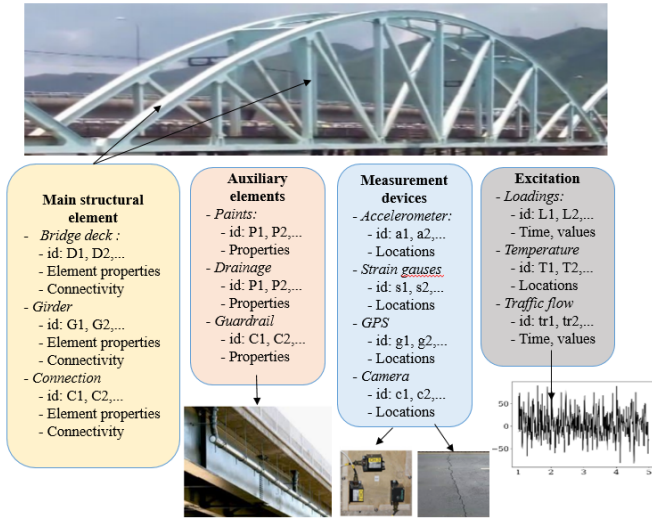 Main structural
element
- Bridge deck :
- id: D1, D2,...
- Element properties
- Connectivity
- Girder
- id: G1, G2,...
- Element properties
- Connectivity
- Connection
- id: C1, C2,...
- Element properties
- Connectivity
Auxiliary
elements
- Paints:
- id: P1, P2,...
- Properties
- Drainage
- id: P1, P2,...
- Properties
- Guardrail
- id: C1, C2,...
- Properties
Measurement
devices
- Accelerometer:
- id: a1, a2,...
- Locations
- Strain gauses
- id: s1, s2,...
- Locations
- GPS
- id: g1, g2,...
- Locations
- Camera
- id: c1, c2,...
- Locations
Excitation
- Loadings:
- id: L1, L2,...
- Time, values
- Temperature
- id: T1, T2,...
- Locations
- Traffic flow
- id: tr1, tr2,...
- Time, values
50
0
-50
1 2 3 4 5